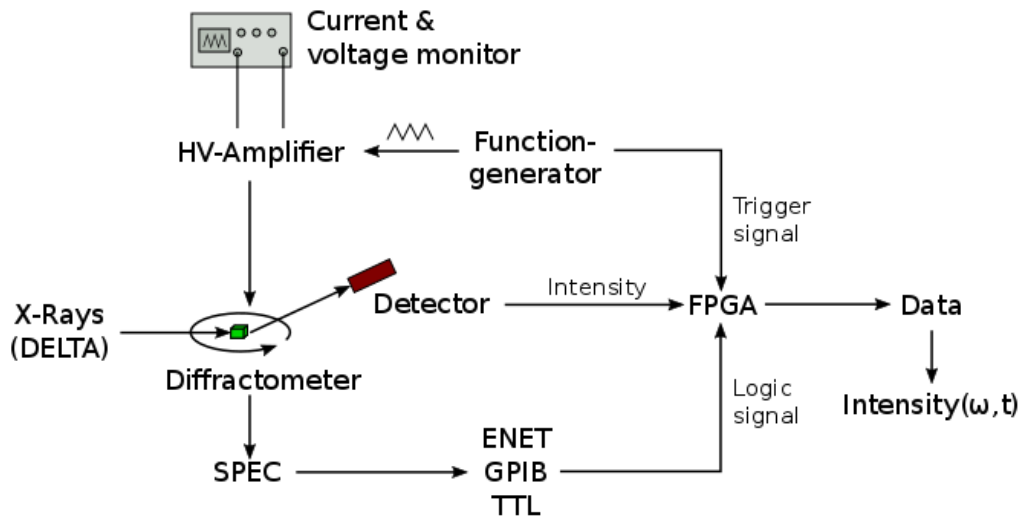 Current &
voltage monitor
HV-Amplifier
Function-
generator
Trigger
signal
X-Rays
(DELTA)
Detector
Intensity
FPGA
Data
Diffractometer
Logic
signal
Intensity(ω,t)
SPEC
ENET
GPIB
TTL